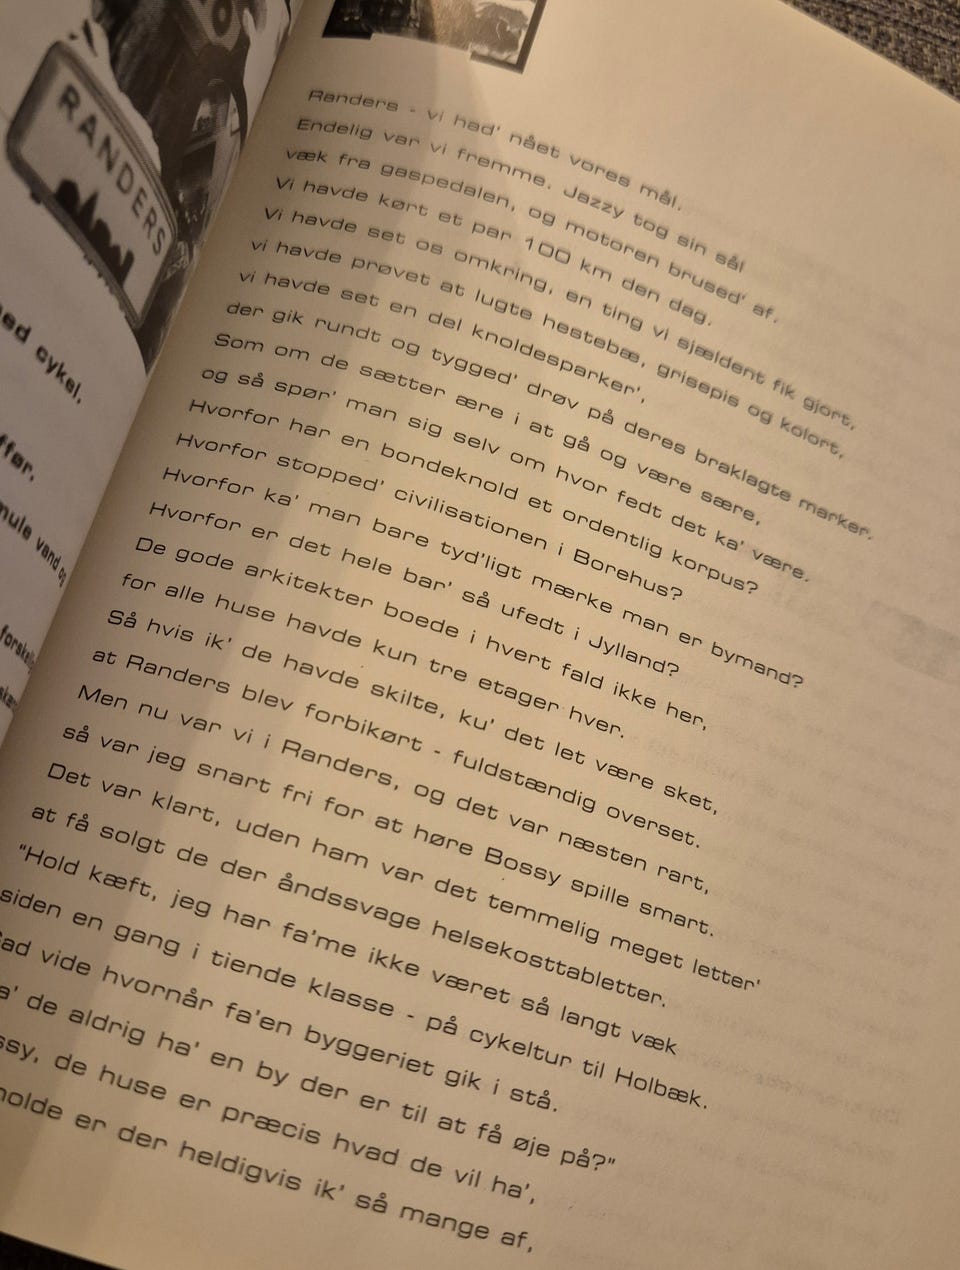 RANDERS
cykel,
vand og
Randers - vi had' nået vores mål.
Endelig var vi fremme. Jazzy tog sin sål
væk fra gaspedalen, og motoren brused' af.
Vi havde kørt et par 100 km den dag.
Vi havde set os omkring, en ting vi sjældent fik gjort,
vi havde prøvet at lugte hestebæ, grisepis og kolort,
vi havde set en del knoldesparker',
der gik rundt og tygged' drøv på deres braklagte marker.
Som om de sætter ære i at gå og være sære,
og så spør' man sig selv om hvor fedt det ka' være.
Hvorfor har en bondeknold et ordentlig korpus?
Hvorfor stopped' civilisationen i Borehus?
Hvorfor ka' man bare tyd'ligt mærke man er bymand?
Hvorfor er det hele bar' så ufedt i Jylland?
De gode arkitekter boede i hvert fald ikke her,
for alle huse havde kun tre etager hver.
Så hvis ik' de havde skilte, ku' det let være sket,
at Randers blev forbikørt - fuldstændig overset.
Men nu var vi i Randers, og det var næsten rart,
så var jeg snart fri for at høre Bossy spille smart.
Det var klart, uden ham var det temmelig meget letter'
at få solgt de der åndssvage helsekosttabletter.
"Hold kæft, jeg har fa'me ikke været så langt væk
siden en gang i tiende klasse - på cykeltur til Holbæk.
vide hvornår fa'en byggeriet gik i stå.
de aldrig ha' en by der er til at få øje på?"
de huse er præcis hvad de vil ha',
er der heldigvis ik' så mange af,